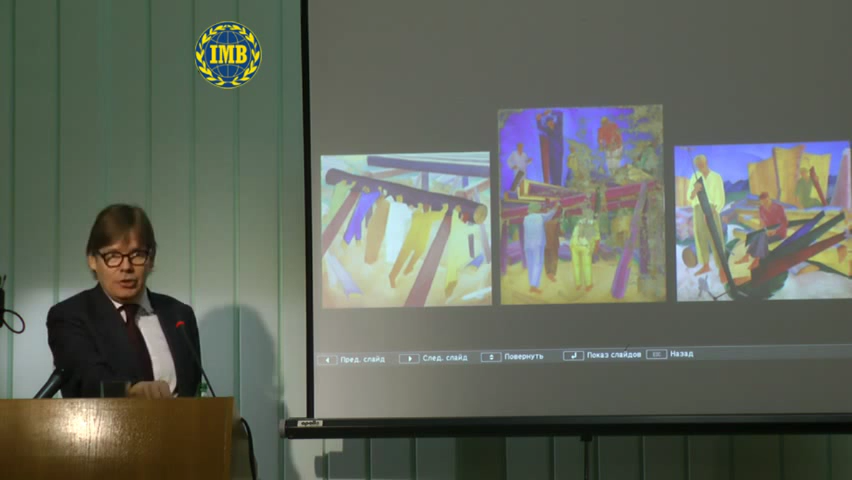 IMB
Пред. слайд
След. слайд
Повернуть
Показ слайдов
Назад